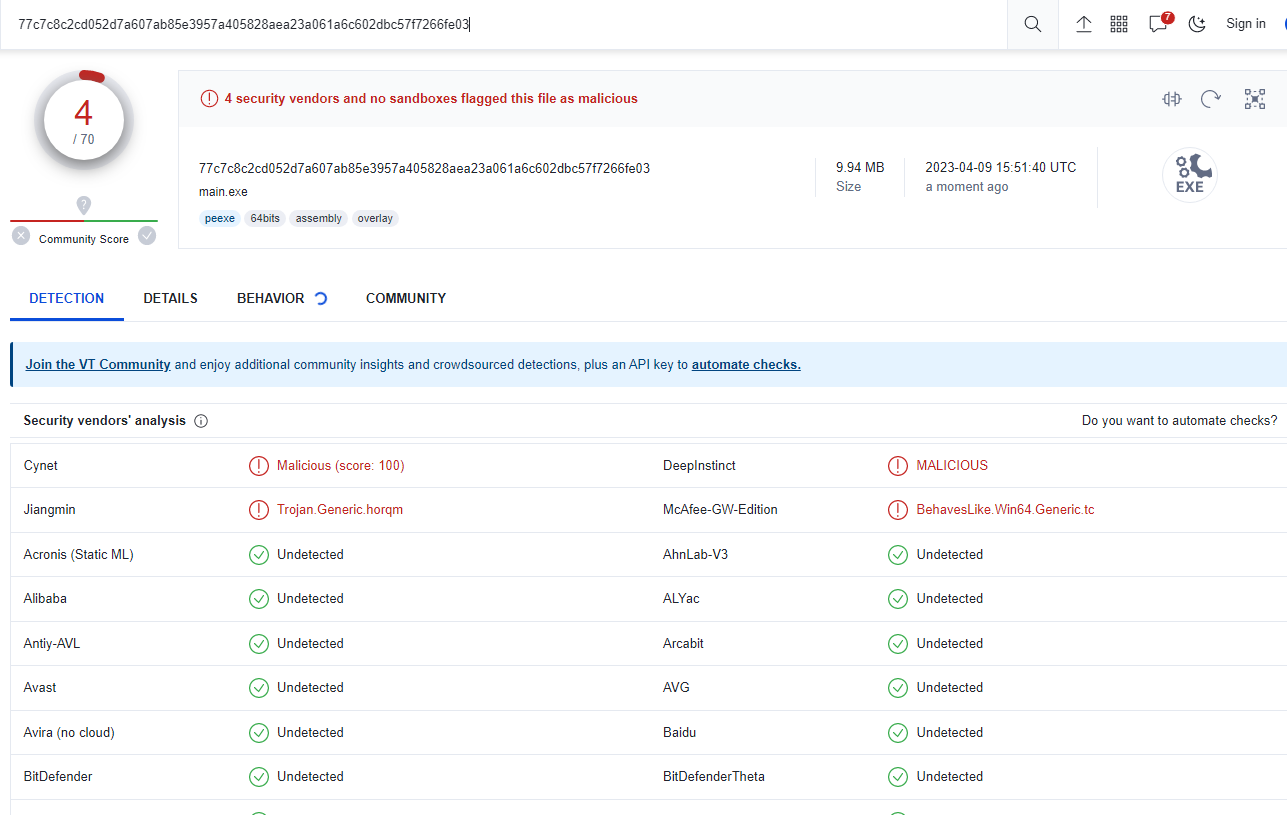 77c7c8c2cd052d7a607ab85e3957a405828aea23a061a6c602dbc57f7266fe03
7
Sign in
4
/ 70
4 security vendors and no sandboxes flagged this file as malicious
77c7c8c2cd052d7a607ab85e3957a405828aea23a061a6c602dbc57f7266fe03
main.exe
peexe 64bits assembly overlay
9.94 MB
Size
2023-04-09 15:51:40 UTC
a moment ago
EXE
?
Community Score
DETECTION DETAILS BEHAVIOR COMMUNITY
Join the VT Community and enjoy additional community insights and crowdsourced detections, plus an API key to automate checks.
Security vendors' analysis Do you want to automate checks?
Cynet Malicious (score: 100) DeepInstinct MALICIOUS
Jiangmin Trojan.Generic.horqm McAfee-GW-Edition BehavesLike.Win64.Generic.tc
Acronis (Static ML) Undetected AhnLab-V3 Undetected
Alibaba Undetected ALYac Undetected
Antiy-AVL Undetected Arcabit Undetected
Avast Undetected AVG Undetected
Avira (no cloud) Undetected Baidu Undetected
BitDefender Undetected BitDefenderTheta Undetected